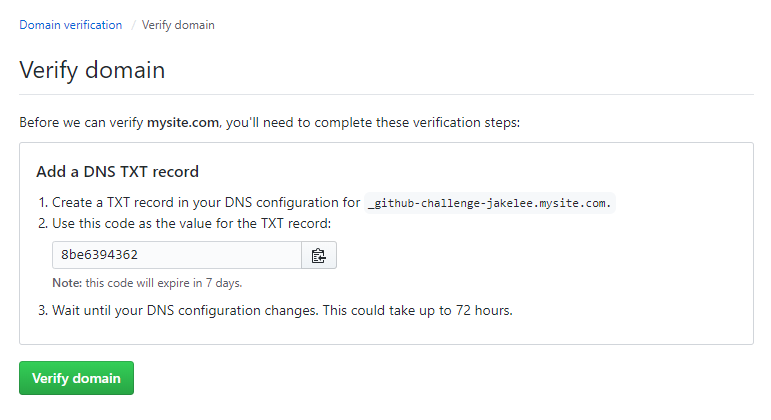 Domain verification / Verify domain
Verify domain
Before we can verify mysite.com, you'll need to complete these verification steps:
Add a DNS TXT record
1. Create a TXT record in your DNS configuration for _github-challenge-jakelee.mysite.com.
2. Use this code as the value for the TXT record:
8be6394362
Note: this code will expire in 7 days.
3. Wait until your DNS configuration changes. This could take up to 72 hours.
Verify domain